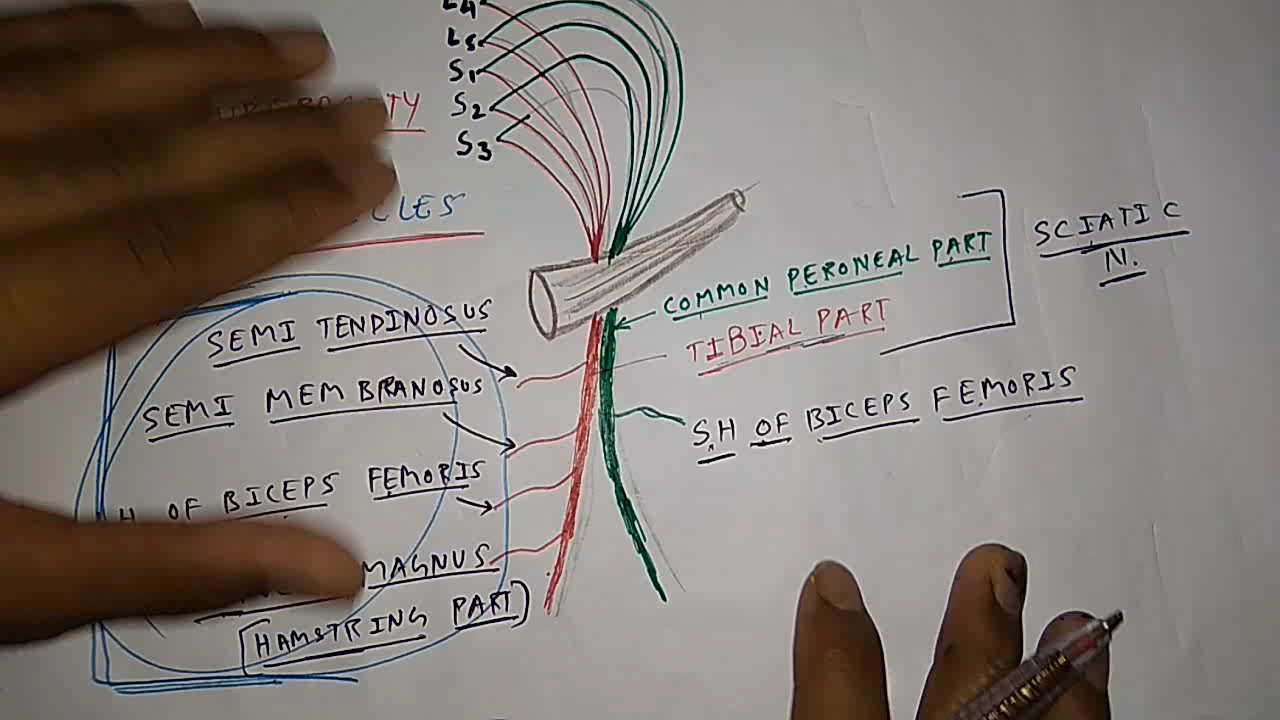 L4
L5
S1
S2
S3
SCIATIC
N.
COMMON PERONEAL PART
TIBIAL PART
SEMI TENDINOSUS
SEMI MEMBRANOSUS
S.H OF BICEPS FEMORIS
H OF BICEPS FEMORIS
MAGNUS
[HAMSTRING PART)